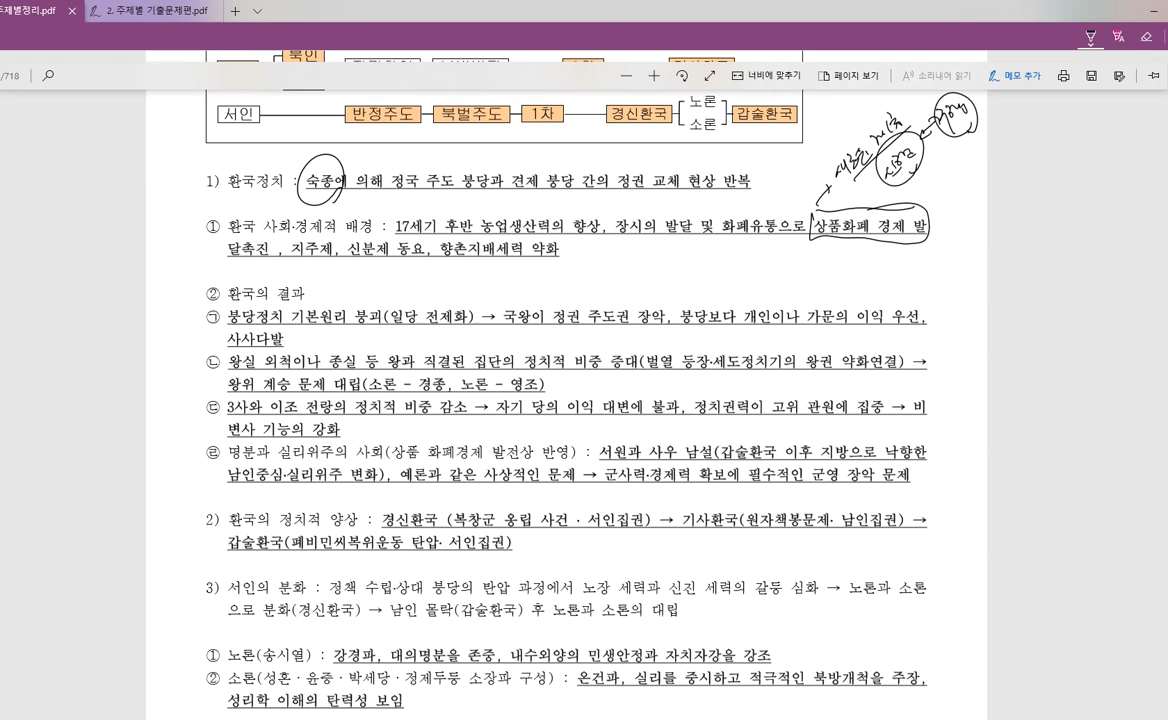 주제별정리.pdf
2. 주제별 기출문제편.pdf
/718
너비에 맞추기
페이지 보기
소리내어 읽기
메모 추가
북인
서인
반정주도
북벌주도
1차
경신환국
노론
소론
갑술환국
1) 환국정치 : 숙종에 의해 정국 주도 붕당과 견제 붕당 간의 정권 교체 현상 반복
① 환국 사회·경제적 배경 : 17세기 후반 농업생산력의 향상, 장시의 발달 및 화폐유통으로 상품화폐 경제 발
달촉진 , 지주제, 신분제 동요, 향촌지배세력 약화
② 환국의 결과
㉠ 붕당정치 기본원리 붕괴(일당 전제화) → 국왕이 정권 주도권 장악, 붕당보다 개인이나 가문의 이익 우선,
사사다발
㉡ 왕실 외척이나 종실 등 왕과 직결된 집단의 정치적 비중 증대(벌열 등장·세도정치기의 왕권 약화연결) →
왕위 계승 문제 대립(소론 - 경종, 노론 - 영조)
㉢ 3사와 이조 전랑의 정치적 비중 감소 → 자기 당의 이익 대변에 불과, 정치권력이 고위 관원에 집중 → 비
변사 기능의 강화
㉣ 명분과 실리위주의 사회(상품 화폐경제 발전상 반영) : 서원과 사우 남설(갑술환국 이후 지방으로 낙향한
남인중심·실리위주 변화), 예론과 같은 사상적인 문제 → 군사력·경제력 확보에 필수적인 군영 장악 문제
2) 환국의 정치적 양상 : 경신환국 (복창군 옹립 사건 · 서인집권) → 기사환국(원자책봉문제· 남인집권) →
갑술환국(폐비민씨복위운동 탄압· 서인집권)
3) 서인의 분화 : 정책 수립·상대 붕당의 탄압 과정에서 노장 세력과 신진 세력의 갈등 심화 → 노론과 소론
으로 분화(경신환국) → 남인 몰락(갑술환국) 후 노론과 소론의 대립
① 노론(송시열) : 강경파, 대의명분을 존중, 내수외양의 민생안정과 자치자강을 강조
② 소론(성혼 · 윤증 · 박세당 · 정제두등 소장파 구성) : 온건파, 실리를 중시하고 적극적인 북방개척을 주장,
성리학 이해의 탄력성 보임